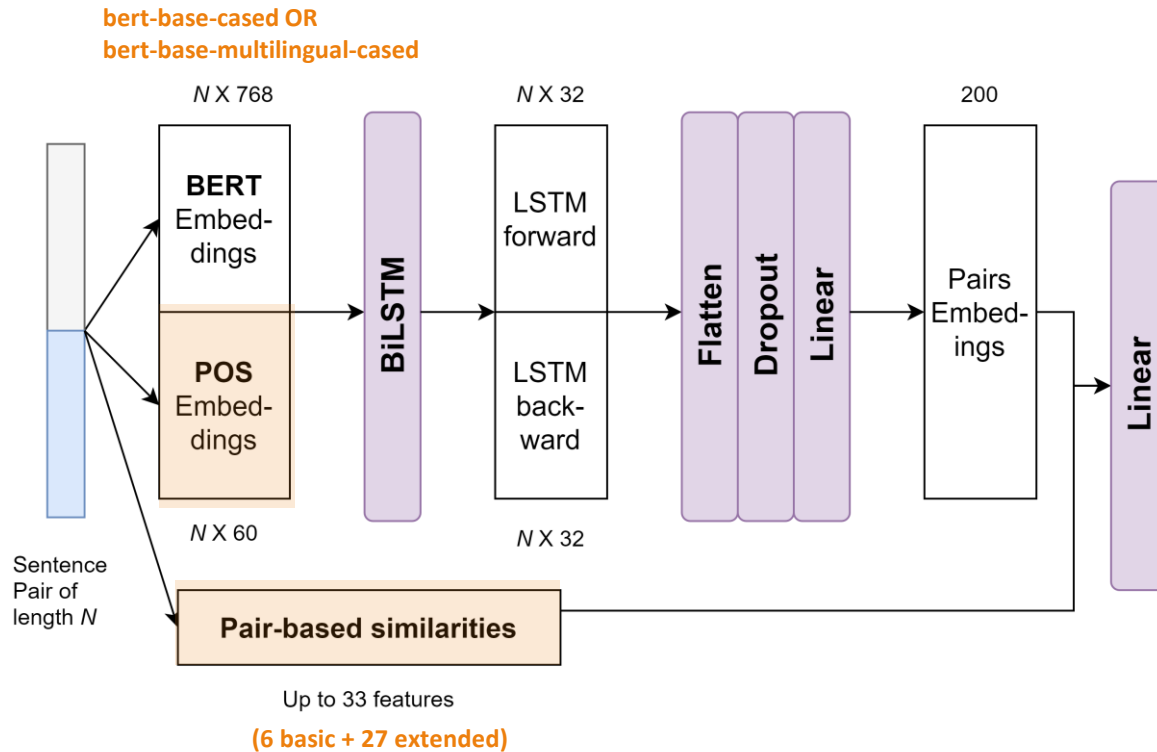 bert-base-cased OR
bert-base-multilingual-cased
N X 768
N X 32
200
BERT
Embed-
dings
POS
Embed-
dings
N X 60
BiLSTM
LSTM
forward
LSTM
back-
ward
N X 32
Flatten
Dropout
Linear
Pairs
Embed-
ings
Linear
Sentence
Pair of
length N
Pair-based similarities
Up to 33 features
(6 basic + 27 extended)